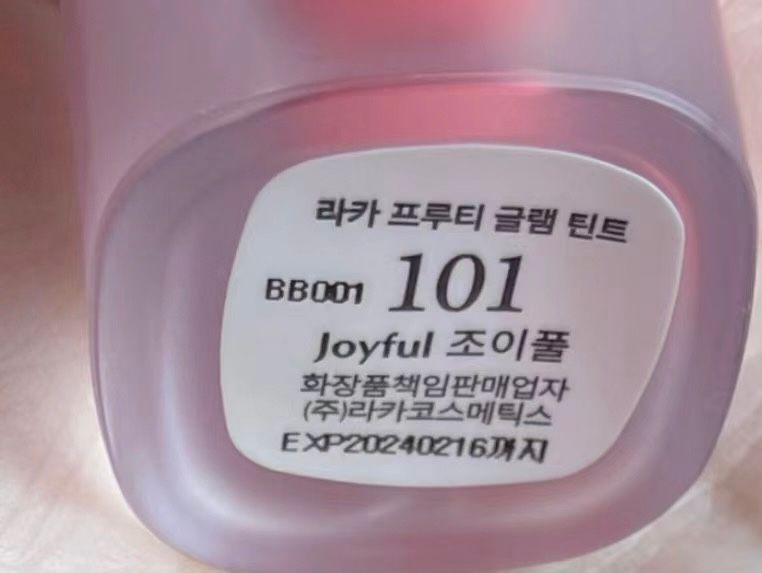 라카 프루티 글램 틴트
BB001 101
Joyful 조이풀
화장품책임판매업자
(주)라카코스메틱스
EXP20240216까지